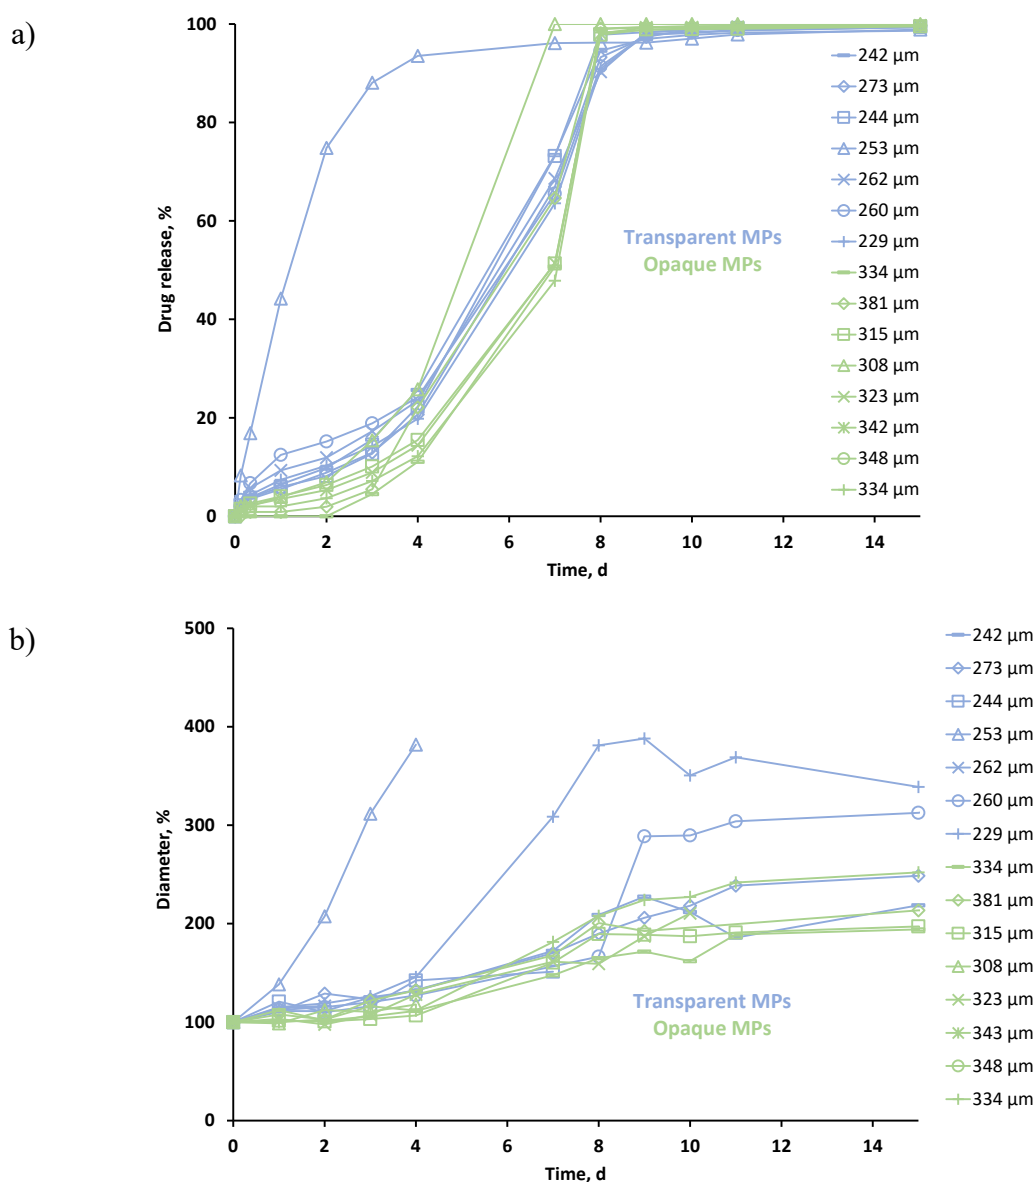 a)
100
80
60
40
20
0
Drug release, %
0 2 4 6 8 10 12 14
Time, d
Transparent MPs
Opaque MPs
242 µm
273 µm
244 µm
253 µm
262 µm
260 µm
229 µm
334 µm
381 µm
315 µm
308 µm
323 µm
342 µm
348 µm
334 µm
b)
500
400
300
200
100
0
Diameter, %
0 2 4 6 8 10 12 14
Time, d
Transparent MPs
Opaque MPs
242 µm
273 µm
244 µm
253 µm
262 µm
260 µm
229 µm
334 µm
381 µm
315 µm
308 µm
323 µm
343 µm
348 µm
334 µm